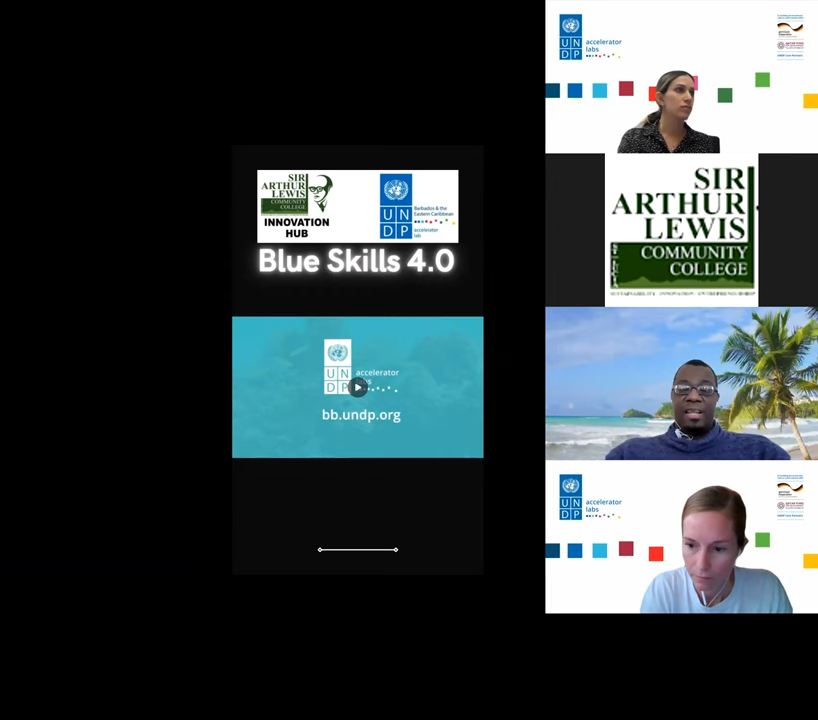 SIR
ARTHUR
LEWIS
COMMUNITY
COLLEGE
INNOVATION
HUB
UN
DP
Barbados & the
Eastern Caribbean
accelerator
lab
Blue Skills 4.0
UN
DP
accelerator
labs
bb.undp.org
UN
DP
accelerator
labs
SIR
ARTHUR
LEWIS
COMMUNITY
COLLEGE
UN
DP
accelerator
labs